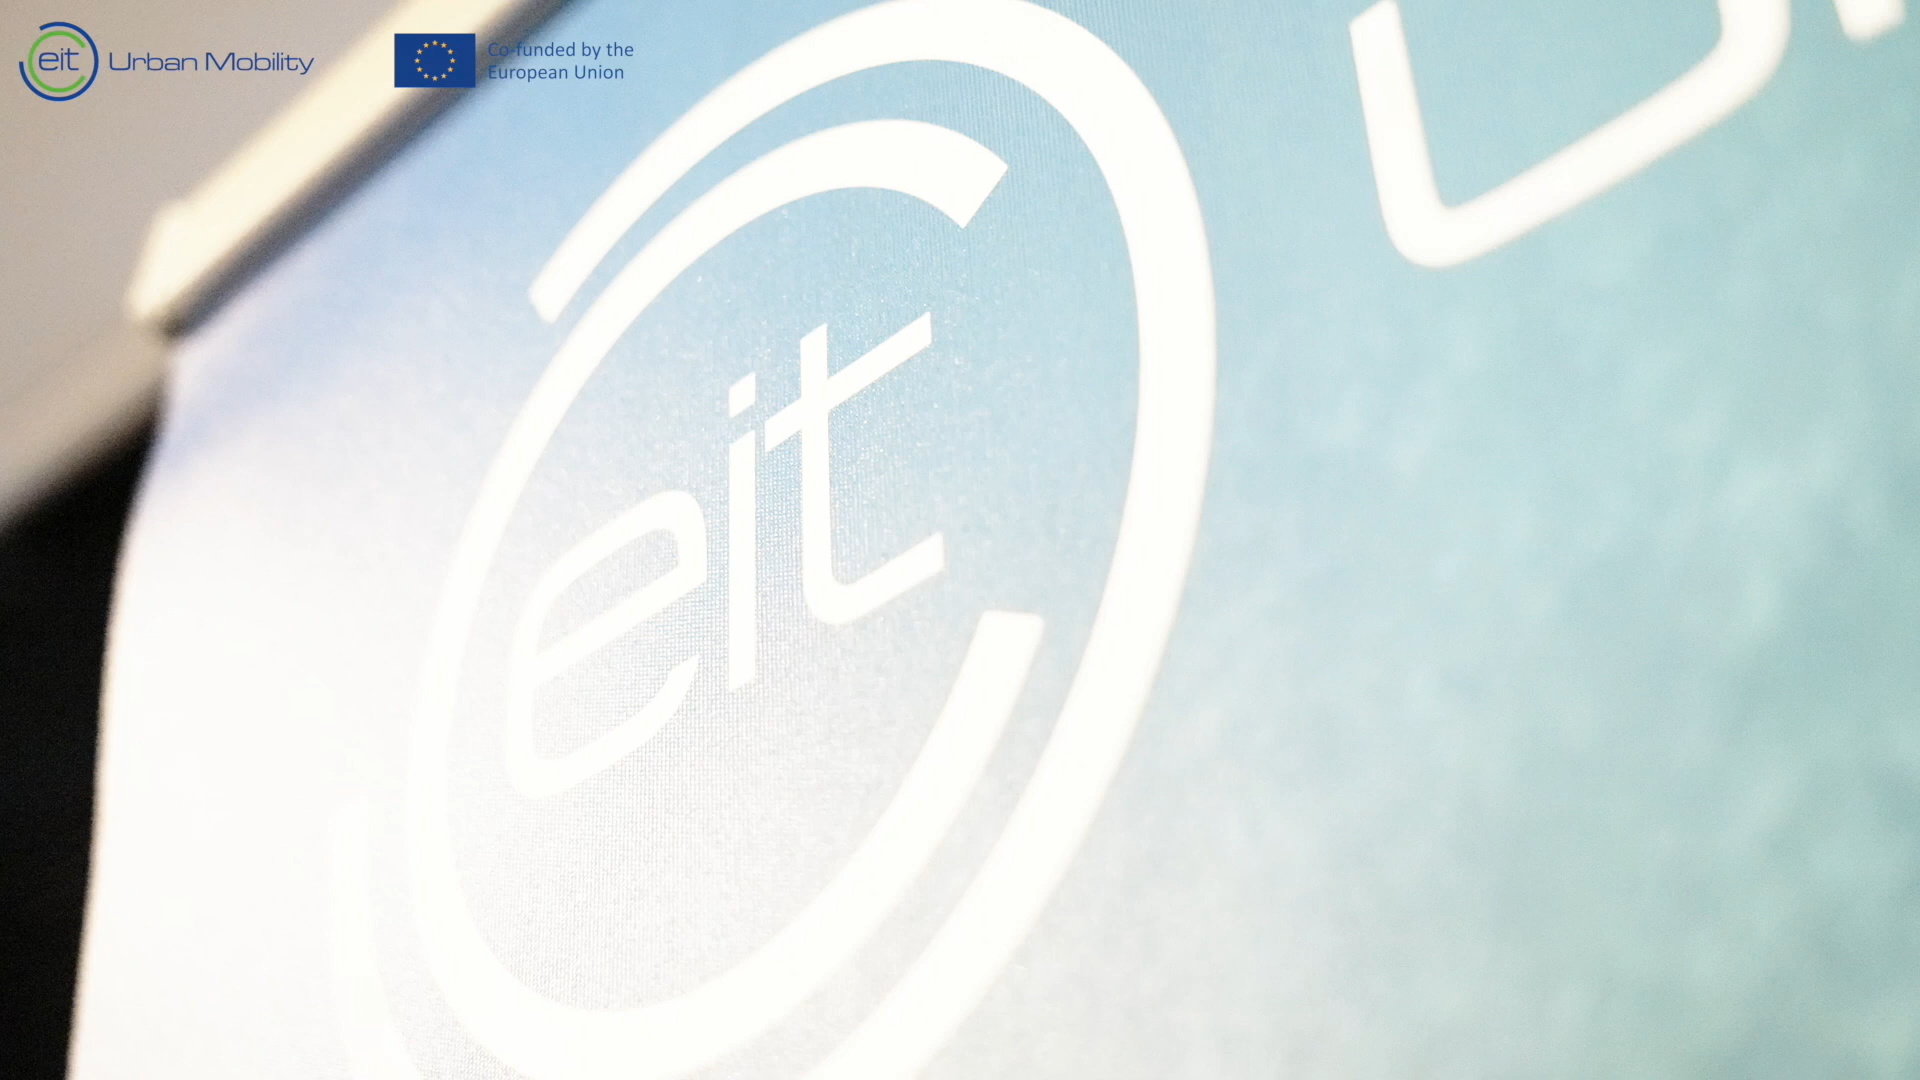 eit Urban Mobility
Co-funded by the
European Union
eit